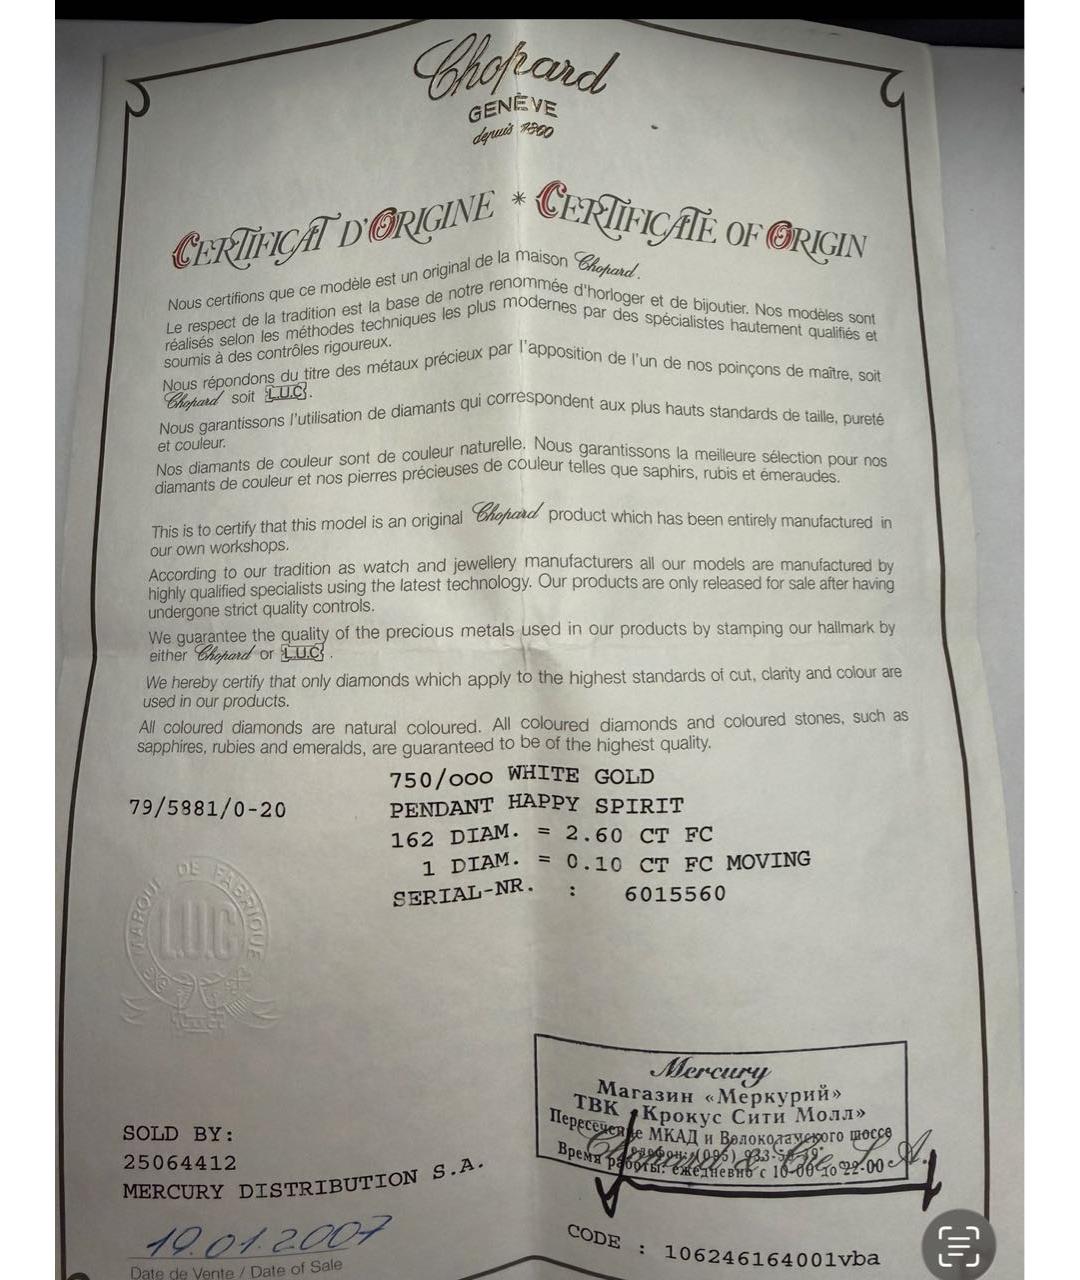 Chopard
GENÈVE
depuis 1860
CERTIFICAT D'ORIGINE * CERTIFICATE OF ORIGIN
Nous certifions que ce modèle est un original de la maison Chopard.
Le respect de la tradition est la base de notre renommée d'horloger et de bijoutier. Nos modèles sont
réalisés selon les méthodes techniques les plus modernes par des spécialistes hautement qualifiés et
soumis à des contrôles rigoureux.
Nous répondons du titre des métaux précieux par l'apposition de l'un de nos poinçons de maître, soit
Chopard soit L.U.C.
Nous garantissons l'utilisation de diamants qui correspondent aux plus hauts standards de taille, pureté
et couleur.
Nos diamants de couleur sont de couleur naturelle. Nous garantissons la meilleure sélection pour nos
diamants de couleur et nos pierres précieuses de couleur telles que saphirs, rubis et émeraudes.
This is to certify that this model is an original Chopard product which has been entirely manufactured in
our own workshops.
According to our tradition as watch and jewellery manufacturers all our models are manufactured by
highly qualified specialists using the latest technology. Our products are only released for sale after having
undergone strict quality controls.
We guarantee the quality of the precious metals used in our products by stamping our hallmark by
either Chopard or L.U.C.
We hereby certify that only diamonds which apply to the highest standards of cut, clarity and colour are
used in our products.
All coloured diamonds are natural coloured. All coloured diamonds and coloured stones, such as
sapphires, rubies and emeralds, are guaranteed to be of the highest quality.
750/ooo WHITE GOLD
79/5881/0-20 PENDANT HAPPY SPIRIT
162 DIAM. = 2.60 CT FC
1 DIAM. = 0.10 CT FC MOVING
SERIAL-NR. : 6015560
MARQUE DE FABRIQUE
L.U.C
Mercury
Магазин «Меркурий»
ТВК «Крокус Сити Молл»
Пересечение МКАД и Волоколамского шоссе
телефон: (095) 933-
Время работы: ежедневно с 10-00 до 22-00
Chopard & Cie S.A.
SOLD BY:
25064412
MERCURY DISTRIBUTION S.A.
19.01.2007
Date de Vente / Date of Sale
CODE : 106246164001vba